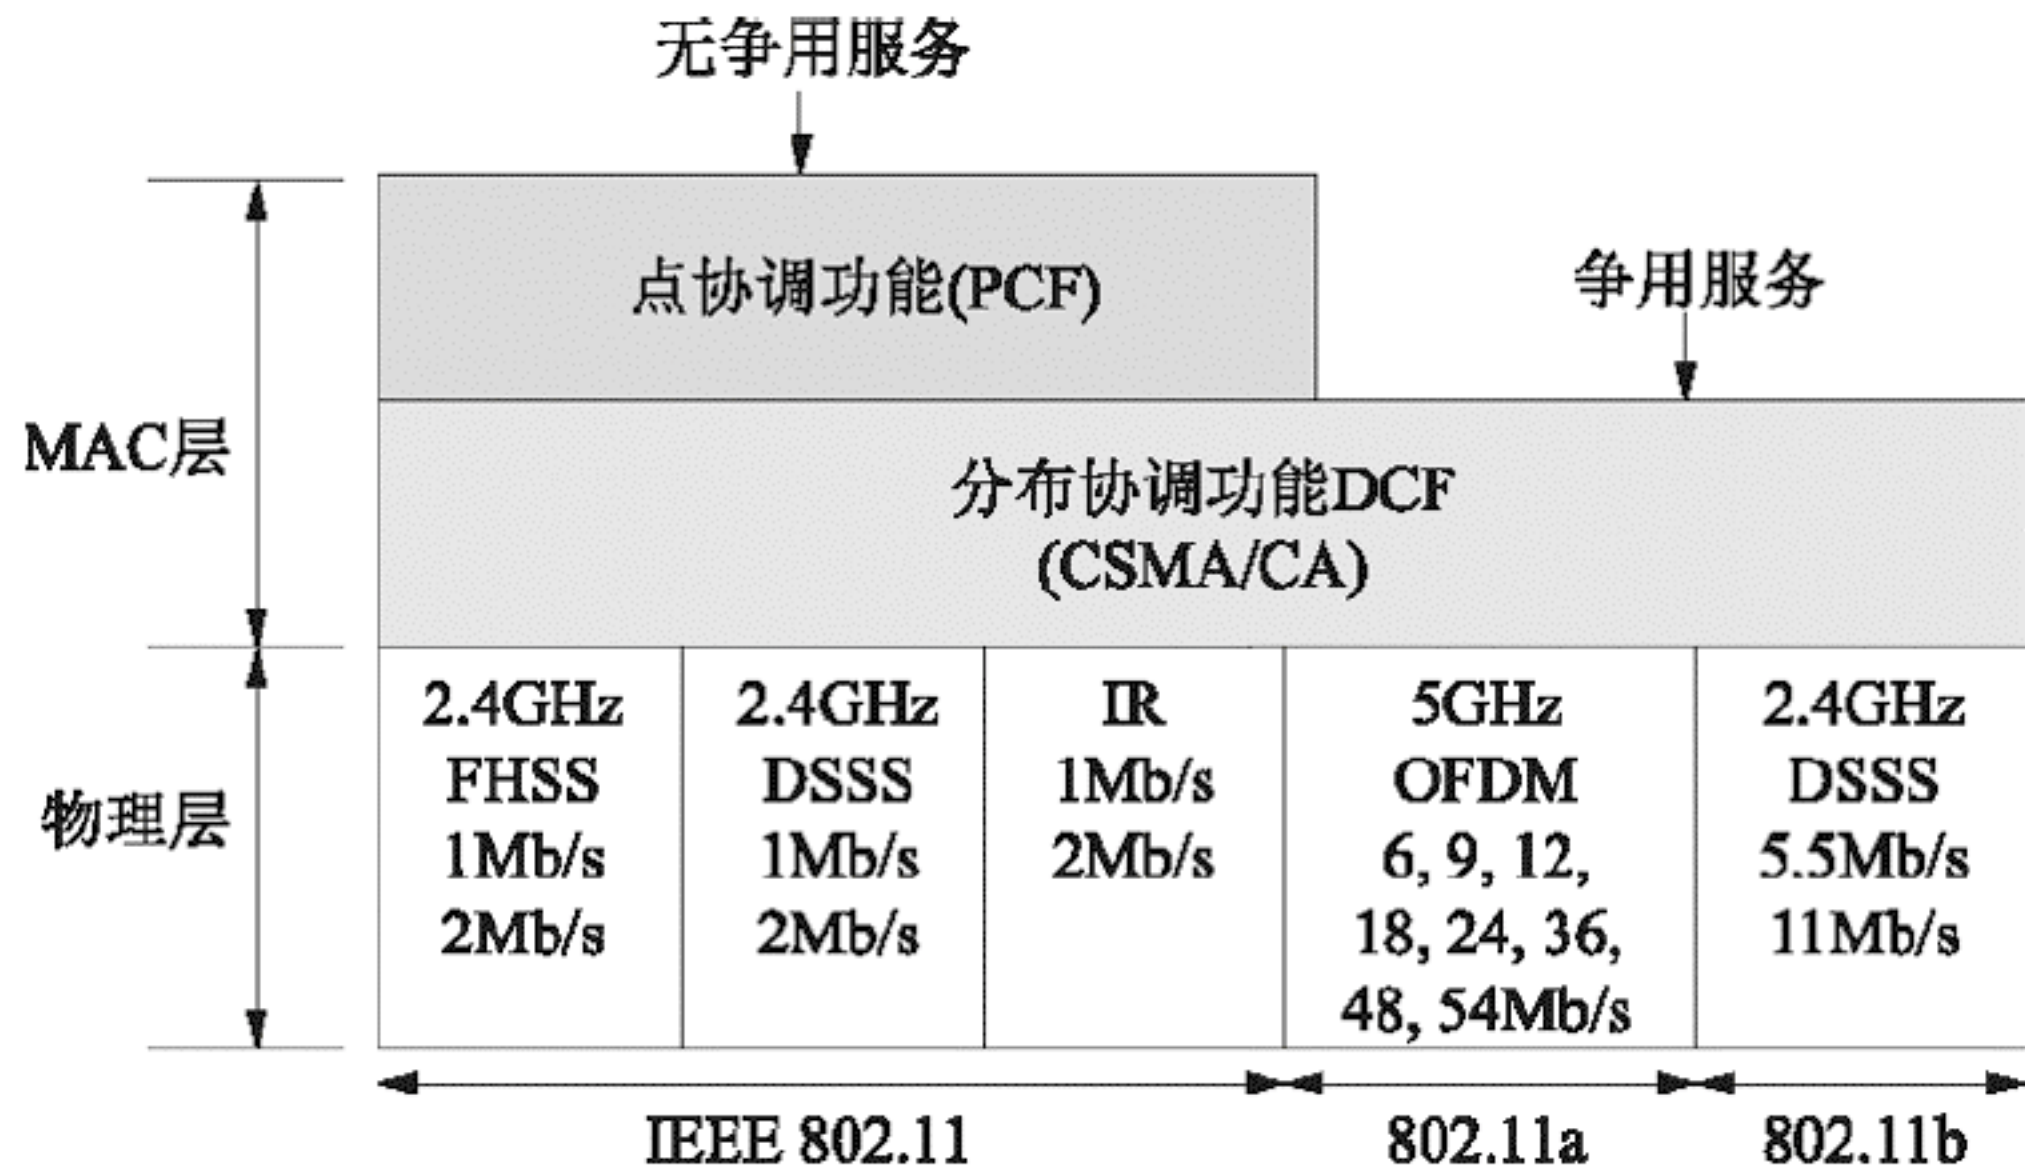 无争用服务
点协调功能(PCF)
争用服务
MAC层
分布协调功能DCF
(CSMA/CA)
物理层
2.4GHz
FHSS
1Mb/s
2Mb/s
2.4GHz
DSSS
1Mb/s
2Mb/s
IR
1Mb/s
2Mb/s
5GHz
OFDM
6, 9, 12,
18, 24, 36,
48, 54Mb/s
2.4GHz
DSSS
5.5Mb/s
11Mb/s
IEEE 802.11
802.11a
802.11b